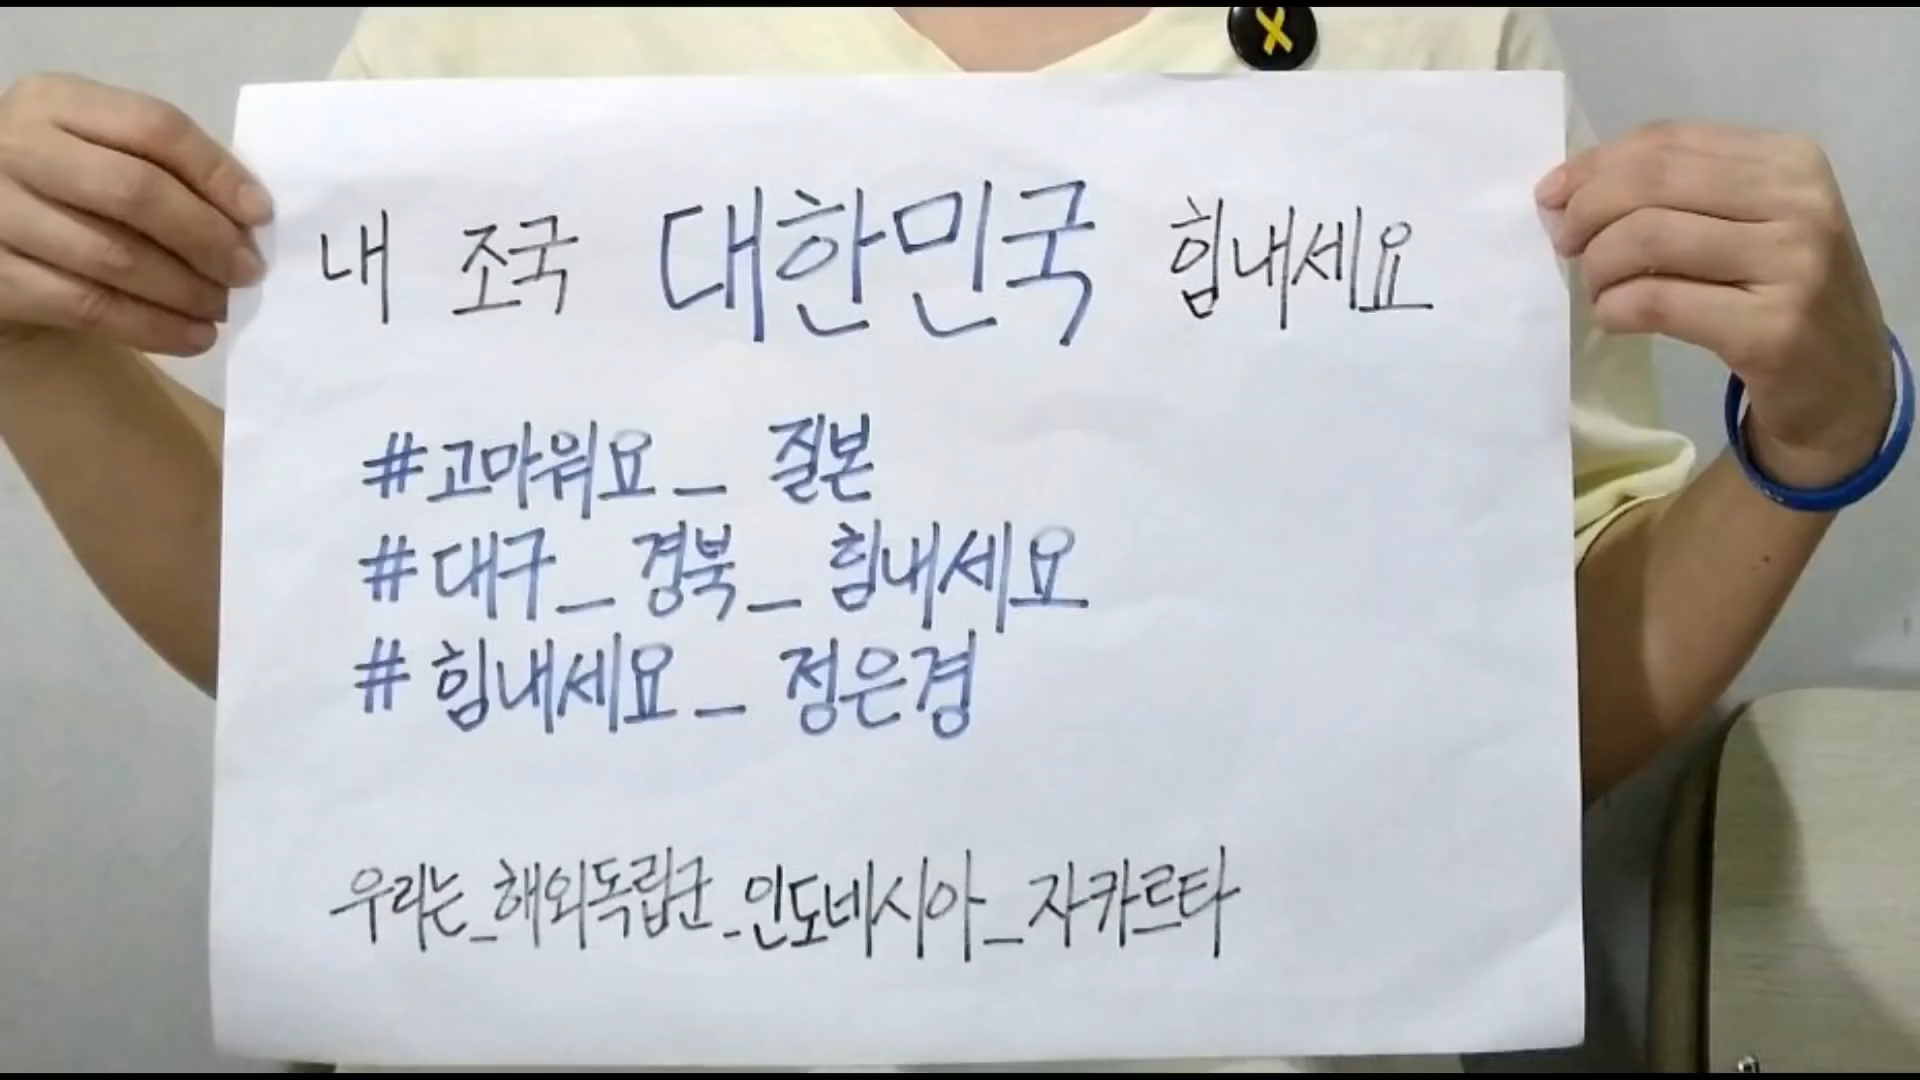 내 조국 대한민국 힘내세요
#고마워요_ 질본
#대구_ 경북_ 힘내세요
#힘내세요_ 정은경
우리는_해외독립군_인도네시아_자카르타